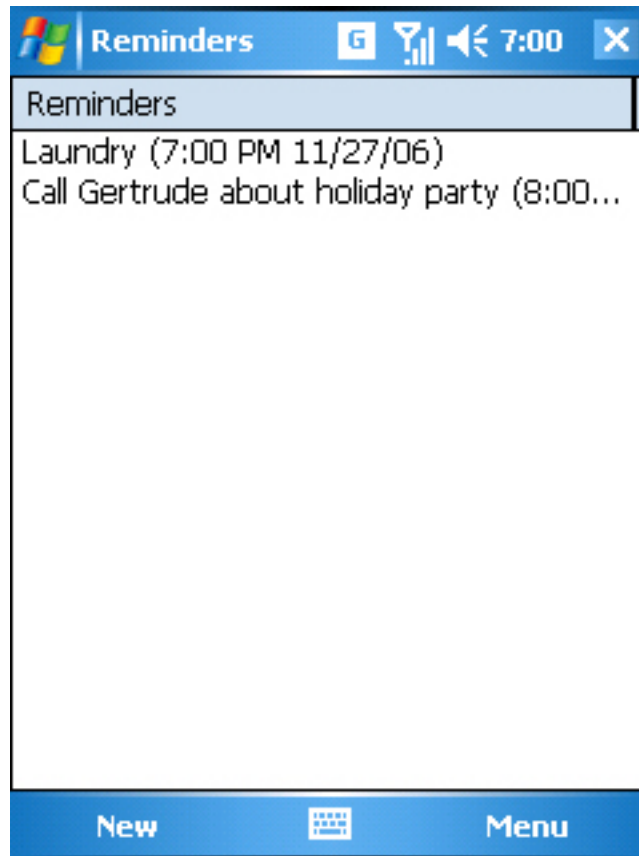 Reminders G 7:00
Reminders
Laundry (7:00 PM 11/27/06)
Call Gertrude about holiday party (8:00...
New Menu